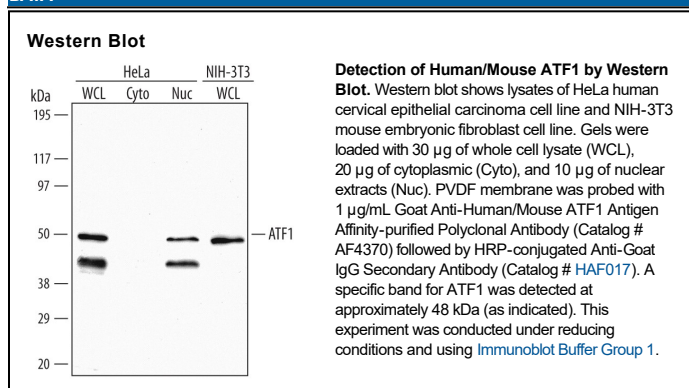 Western Blot
HeLa NIH-3T3
kDa WCL Cyto Nuc WCL
195
117
97
50
ATF1
38
29
20
Detection of Human/Mouse ATF1 by Western
Blot. Western blot shows lysates of HeLa human
cervical epithelial carcinoma cell line and NIH-3T3
mouse embryonic fibroblast cell line. Gels were
loaded with 30 µg of whole cell lysate (WCL),
20 µg of cytoplasmic (Cyto), and 10 µg of nuclear
extracts (Nuc). PVDF membrane was probed with
1 µg/mL Goat Anti-Human/Mouse ATF1 Antigen
Affinity-purified Polyclonal Antibody (Catalog #
AF4370) followed by HRP-conjugated Anti-Goat
IgG Secondary Antibody (Catalog # HAF017). A
specific band for ATF1 was detected at
approximately 48 kDa (as indicated). This
experiment was conducted under reducing
conditions and using Immunoblot Buffer Group 1.